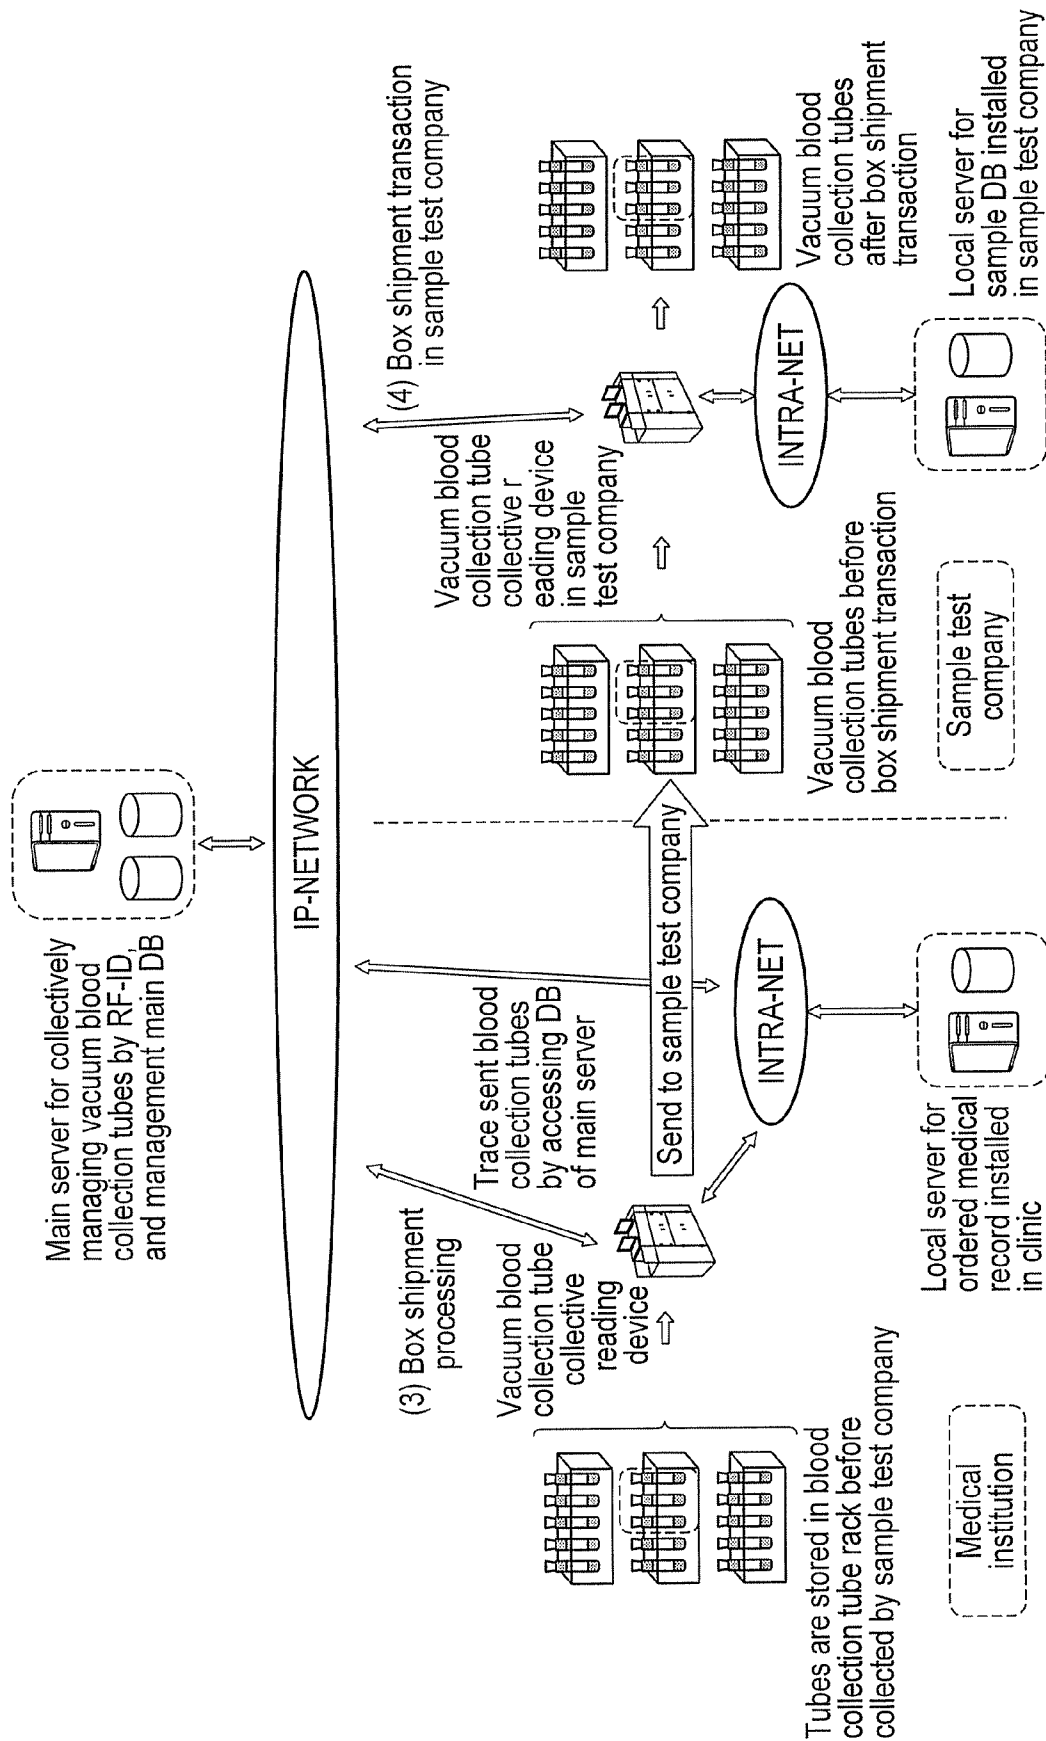 Main server for collectively
managing vacuum blood
collection tubes by RF-ID,
and management main DB
IP-NETWORK
(3) Box shipment
processing
Vacuum blood
collection tube
collective
reading
device
Trace sent blood
collection tubes
by accessing DB
of main server
Send to sample test company
INTRA-NET
Tubes are stored in blood
collection tube rack before
collected by sample test company
Medical
institution
Local server for
ordered medical
record installed
in clinic
(4) Box shipment transaction
in sample test company
Vacuum blood
collection tube
collective r
eading device
in sample
test company
Vacuum blood
collection tubes before
box shipment transaction
Sample test
company
INTRA-NET
Vacuum blood
collection tubes
after box shipment
transaction
Local server for
sample DB installed
in sample test company